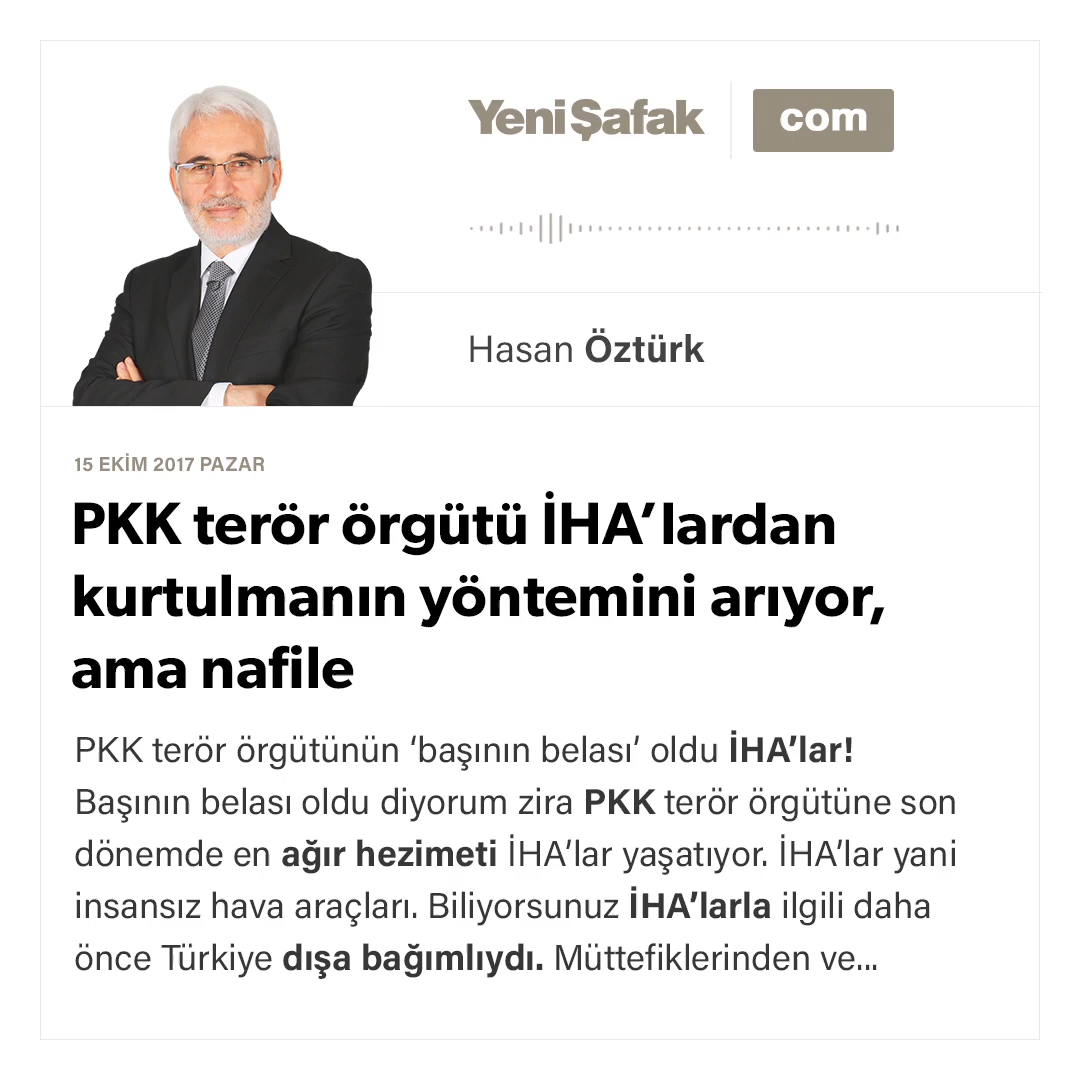 YeniŞafak
com
Hasan Öztürk
15 EKİM 2017 PAZAR
PKK terör örgütü İHA’lardan
kurtulmanın yöntemini arıyor,
ama nafile
PKK terör örgütünün ‘başının belası’ oldu İHA’lar!
Başının belası oldu diyorum zira PKK terör örgütüne son
dönemde en ağır hezimeti İHA’lar yaşatıyor. İHA’lar yani
insansız hava araçları. Biliyorsunuz İHA’larla ilgili daha
önce Türkiye dışa bağımlıydı. Müttefiklerinden ve...